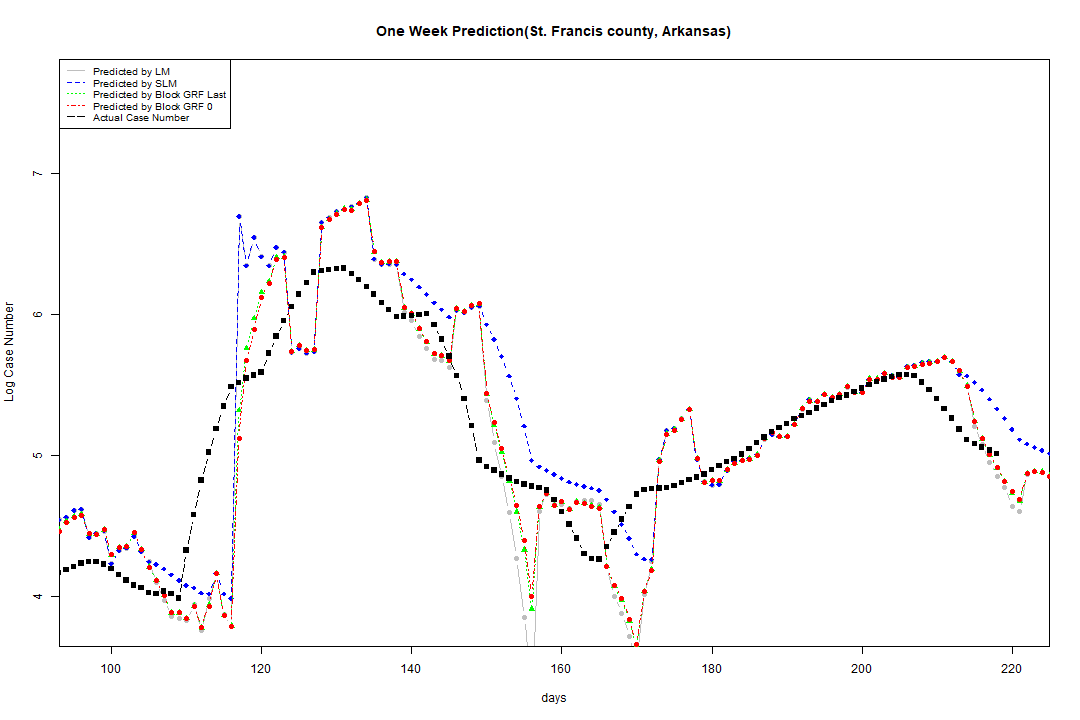 One Week Prediction(St. Francis county, Arkansas)
Predicted by LM
Predicted by SLM
Predicted by Block GRF Last
Predicted by Block GRF 0
Actual Case Number
7
6
5
4
Log Case Number
100 120 140 160 180 200 220
days